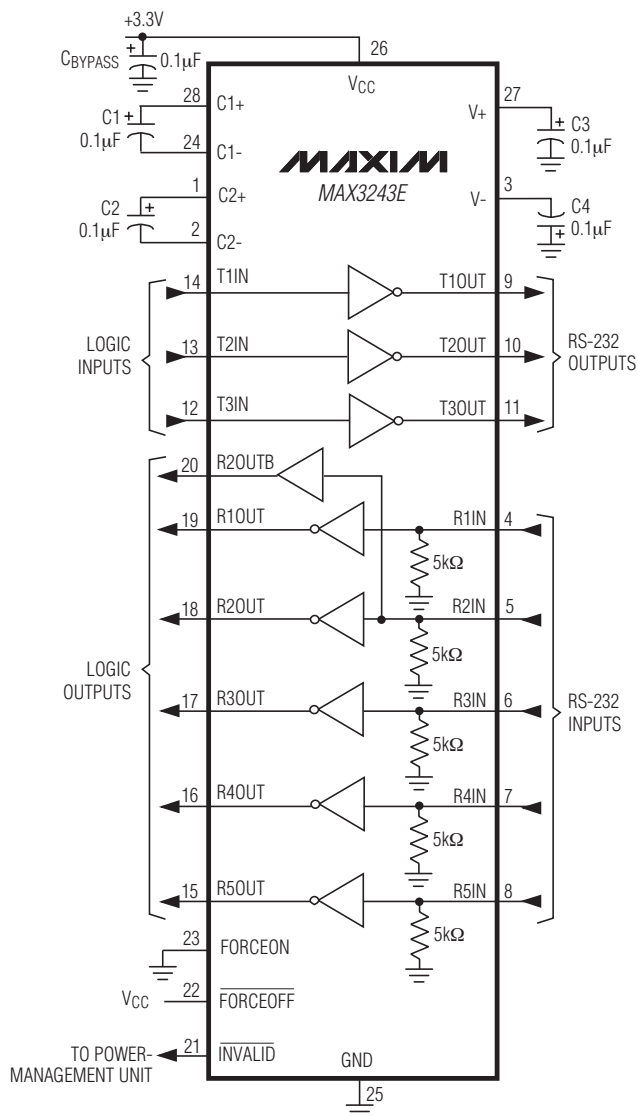 +3.3V
26
CBYPASS
+
0.1µF
VCC
28
C1+
27
V+
C1
+
0.1µF
24
C1-
+
C3
0.1µF
MAXIM
MAX3243E
1
C2+
3
V-
C2
+
0.1µF
2
C2-
C4
+
0.1µF
14
T1IN
T1OUT
9
LOGIC
INPUTS
13
T2IN
T2OUT
10
RS-232
OUTPUTS
12
T3IN
T3OUT
11
20
R2OUTB
19
R1OUT
R1IN
4
5kΩ
18
R2OUT
R2IN
5
5kΩ
LOGIC
OUTPUTS
17
R3OUT
R3IN
6
RS-232
INPUTS
5kΩ
16
R4OUT
R4IN
7
5kΩ
15
R5OUT
R5IN
8
5kΩ
23
FORCEON
VCC
22
FORCEOFF
TO POWER-
MANAGEMENT UNIT
21
INVALID
GND
25